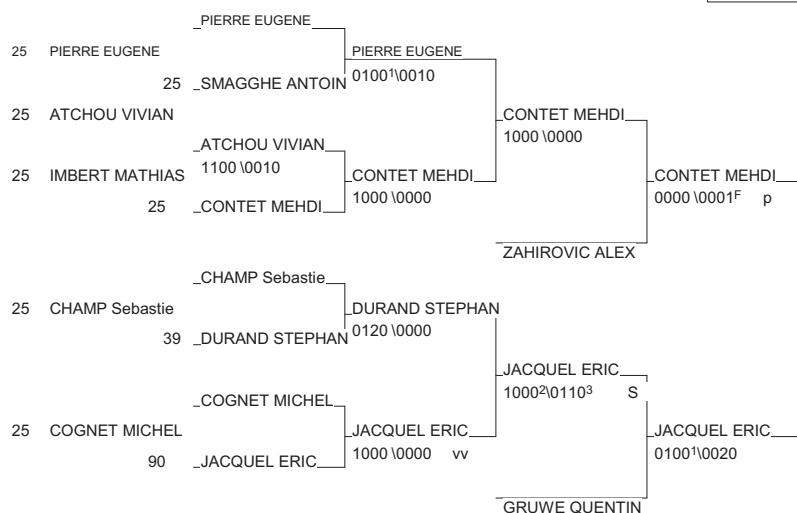 PIERRE EUGENE
25 PIERRE EUGENE PIERRE EUGENE
0100¹\0010
25 SMAGGHE ANTOIN
25 ATCHOU VIVIAN CONTET MEHDI
1000 \0000
ATCHOU VIVIAN
1100 \0010
25 IMBERT MATHIAS CONTET MEHDI CONTET MEHDI
1000 \0000 0000 \0001F p
25 CONTET MEHDI
ZAHIROVIC ALEX
CHAMP Sebastie
25 CHAMP Sebastie DURAND STEPHAN
0120 \0000
39 DURAND STEPHAN
JACQUEL ERIC
1000²\0110³ S
COGNET MICHEL
25 COGNET MICHEL JACQUEL ERIC JACQUEL ERIC
1000 \0000 vv 0100¹\0020
90 JACQUEL ERIC
GRUWE QUENTIN